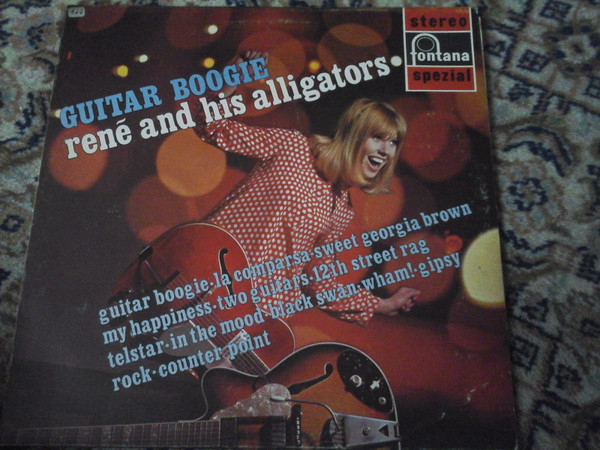 stereo
fontana
spezial
GUITAR BOOGIE
rené and his alligators
guitar boogie·la comparsa·sweet georgia brown
my happiness·two guitars·12th street rag
telstar·in the mood·black swan·wham!·gipsy
rock·counter point